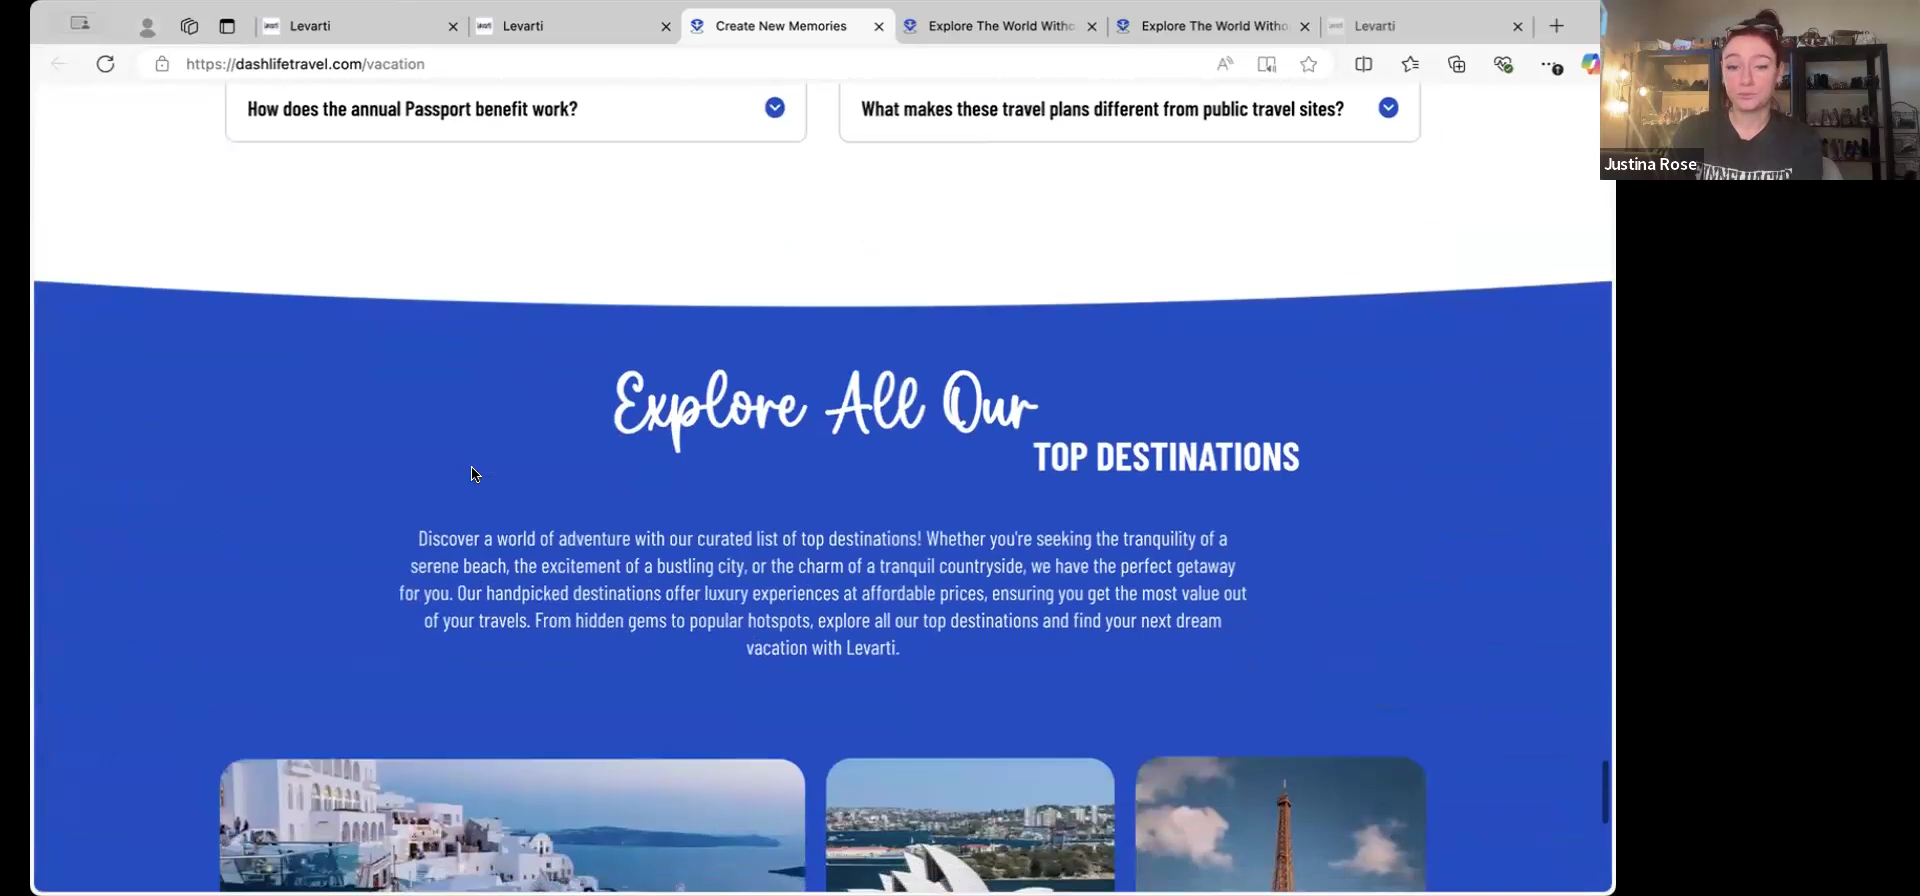 Levarti
Levarti
Create New Memories
Explore The World Witho
Explore The World Witho
Levarti
https://dashlifetravel.com/vacation
How does the annual Passport benefit work?
What makes these travel plans different from public travel sites?
Justina Rose
Explore All Our
TOP DESTINATIONS
Discover a world of adventure with our curated list of top destinations! Whether you're seeking the tranquility of a
serene beach, the excitement of a bustling city, or the charm of a tranquil countryside, we have the perfect getaway
for you. Our handpicked destinations offer luxury experiences at affordable prices, ensuring you get the most value out
of your travels. From hidden gems to popular hotspots, explore all our top destinations and find your next dream
vacation with Levarti.